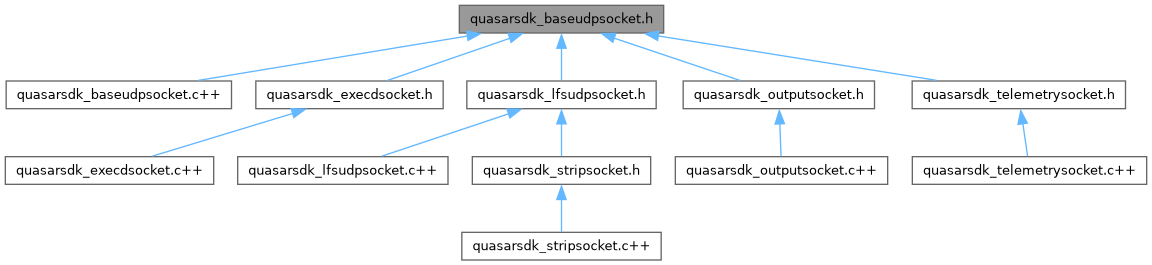 quasarsdk_baseudpsocket.h
quasarsdk_baseudpsocket.c++
quasarsdk_execdsocket.h
quasarsdk_lfsudpsocket.h
quasarsdk_outputsocket.h
quasarsdk_telemetrysocket.h
quasarsdk_execdsocket.c++
quasarsdk_lfsudpsocket.c++
quasarsdk_stripsocket.h
quasarsdk_outputsocket.c++
quasarsdk_telemetrysocket.c++
quasarsdk_stripsocket.c++